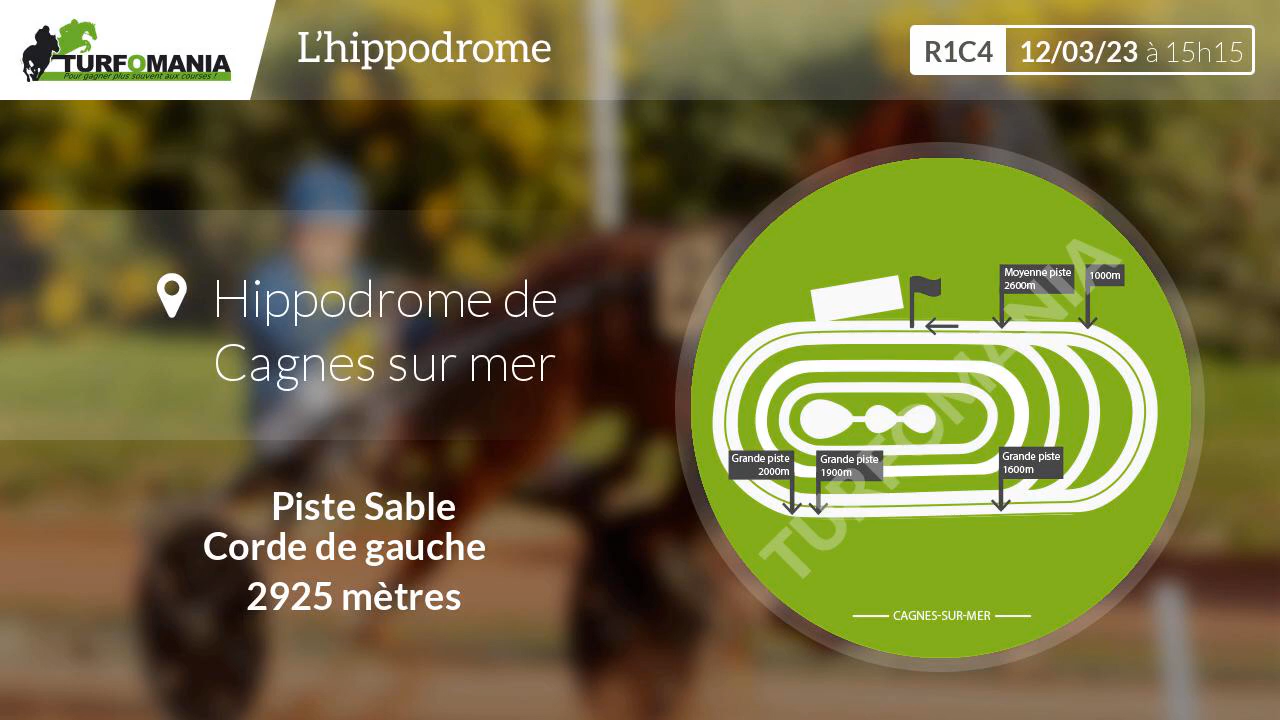 TURFOMANIA
Pour gagner plus souvent aux courses !
L'hippodrome
R1C4 12/03/23 à 15h15
Hippodrome de
Cagnes sur mer
Piste Sable
Corde de gauche
2925 mètres
Moyenne piste
2600m
1000m
Grande piste
2000m
Grande piste
1900m
Grande piste
1600m
TURFOMANIA
CAGNES-SUR-MER